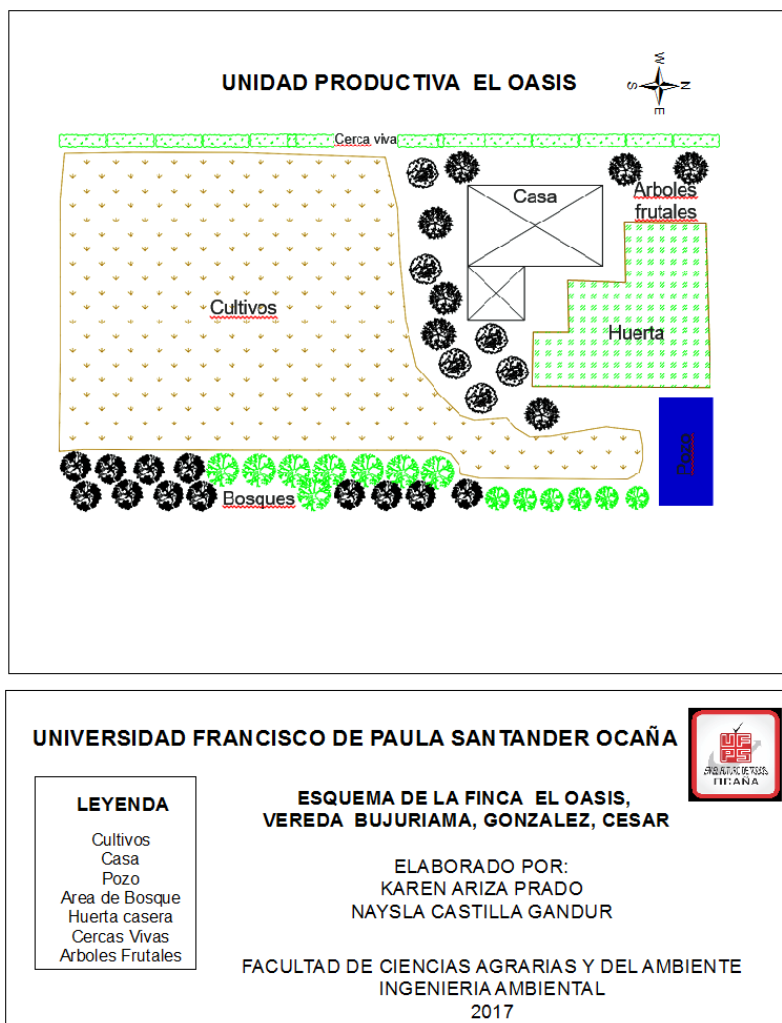 UNIDAD PRODUCTIVA EL OASIS
W
S
N
E
Cerca viva
Casa
Arboles
frutales
Cultivos
Huerta
Pozo
Bosques
UNIVERSIDAD FRANCISCO DE PAULA SANTANDER OCAÑA
UFPS
OCAÑA
LEYENDA
Cultivos
Casa
Pozo
Area de Bosque
Huerta casera
Cercas Vivas
Arboles Frutales
ESQUEMA DE LA FINCA EL OASIS,
VEREDA BUJURIAMA, GONZALEZ, CESAR
ELABORADO POR:
KAREN ARIZA PRADO
NAYSLA CASTILLA GANDUR
FACULTAD DE CIENCIAS AGRARIAS Y DEL AMBIENTE
INGENIERIA AMBIENTAL
2017